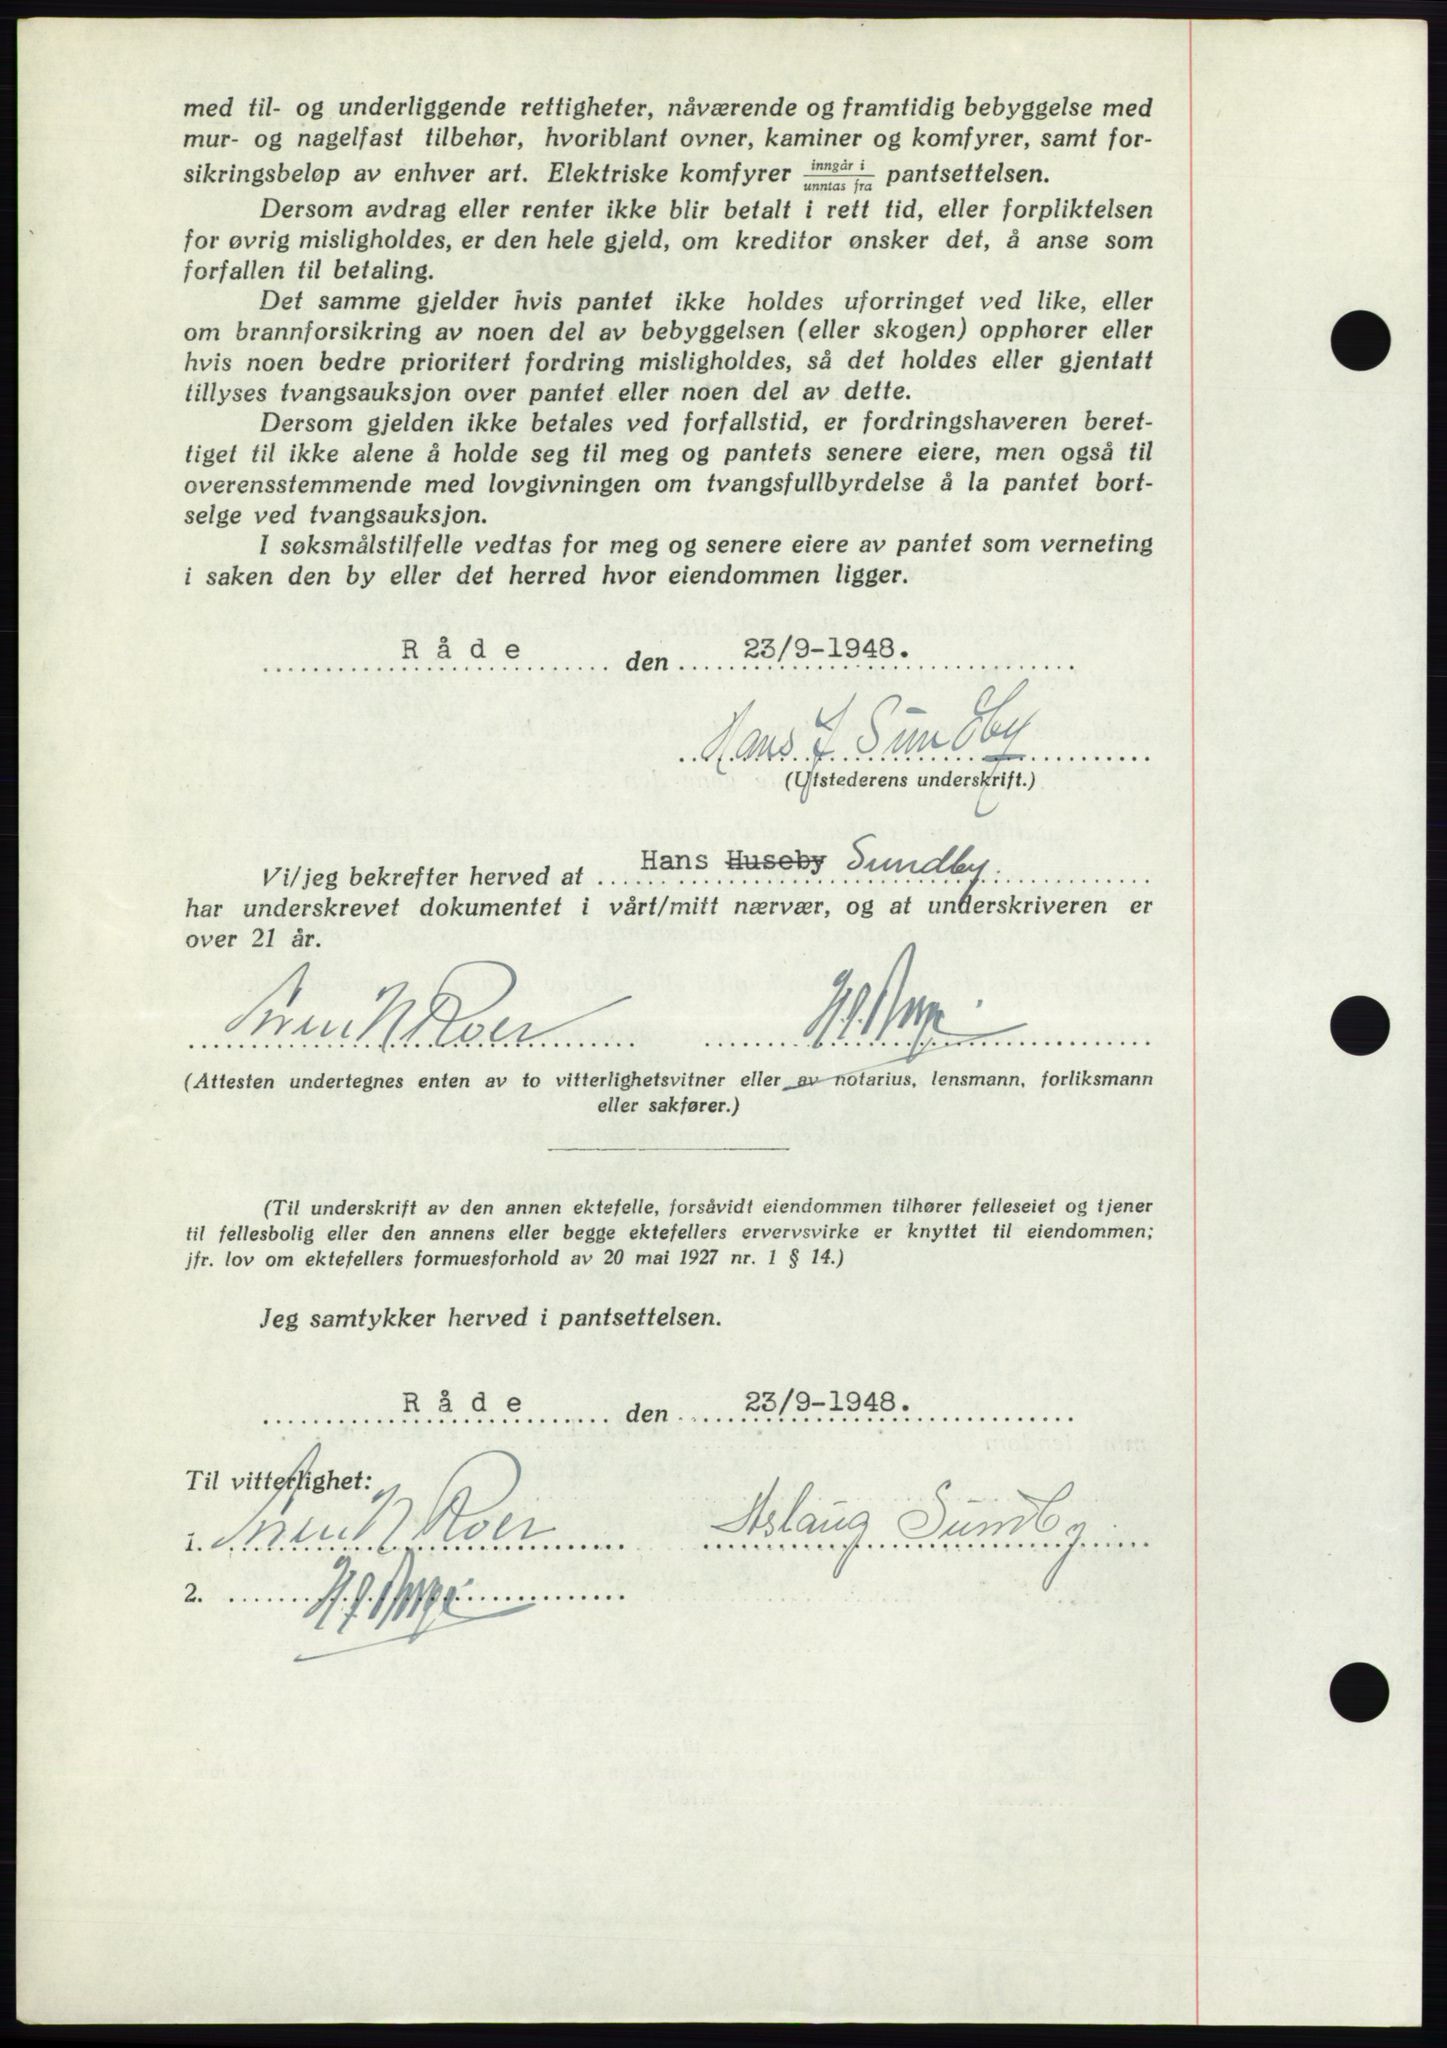 med til- og underliggende rettigheter, nåværende og framtidig bebyggelse med
mur- og nagelfast tilbehør, hvoriblant ovner, kaminer og komfyrer, samt for-
sikringsbeløp av enhver art. Elektriske komfyrer inngår i / unntas fra pantsettelsen.
Dersom avdrag eller renter ikke blir betalt i rett tid, eller forpliktelsen
for øvrig misligholdes, er den hele gjeld, om kreditor ønsker det, å anse som
forfallen til betaling.
Det samme gjelder hvis pantet ikke holdes uforringet ved like, eller
om brannforsikring av noen del av bebyggelsen (eller skogen) opphører eller
hvis noen bedre prioritert fordring misligholdes, så det holdes eller gjentatt
tillyses tvangsauksjon over pantet eller noen del av dette.
Dersom gjelden ikke betales ved forfallstid, er fordringshaveren beret-
tiget til ikke alene å holde seg til meg og pantets senere eiere, men også til
overensstemmende med lovgivningen om tvangsfullbyrdelse å la pantet bort-
selge ved tvangsauksjon.
I søksmålstilfelle vedtas for meg og senere eiere av pantet som verneting
i saken den by eller det herred hvor eiendommen ligger.
Råde den 23/9-1948.
Hans J Sundby
(Utstederens underskrift.)
Vi/jeg bekrefter herved at Hans Huseby Sundby
har underskrevet dokumentet i vårt/mitt nærvær, og at underskriveren er
over 21 år.
(Attesten undertegnes enten av to vitterlighetsvitner eller av notarius, lensmann, forliksmann
eller sakfører.)
(Til underskrift av den annen ektefelle, forsåvidt eiendommen tilhører felleseiet og tjener
til fellesbolig eller den annens eller begge ektefellers ervervsvirke er knyttet til eiendommen;
jfr. lov om ektefellers formuesforhold av 20 mai 1927 nr. 1 § 14.)
Jeg samtykker herved i pantsettelsen.
Råde den 23/9-1948.
Til vitterlighet:
1. Aslaug Sundby
2.